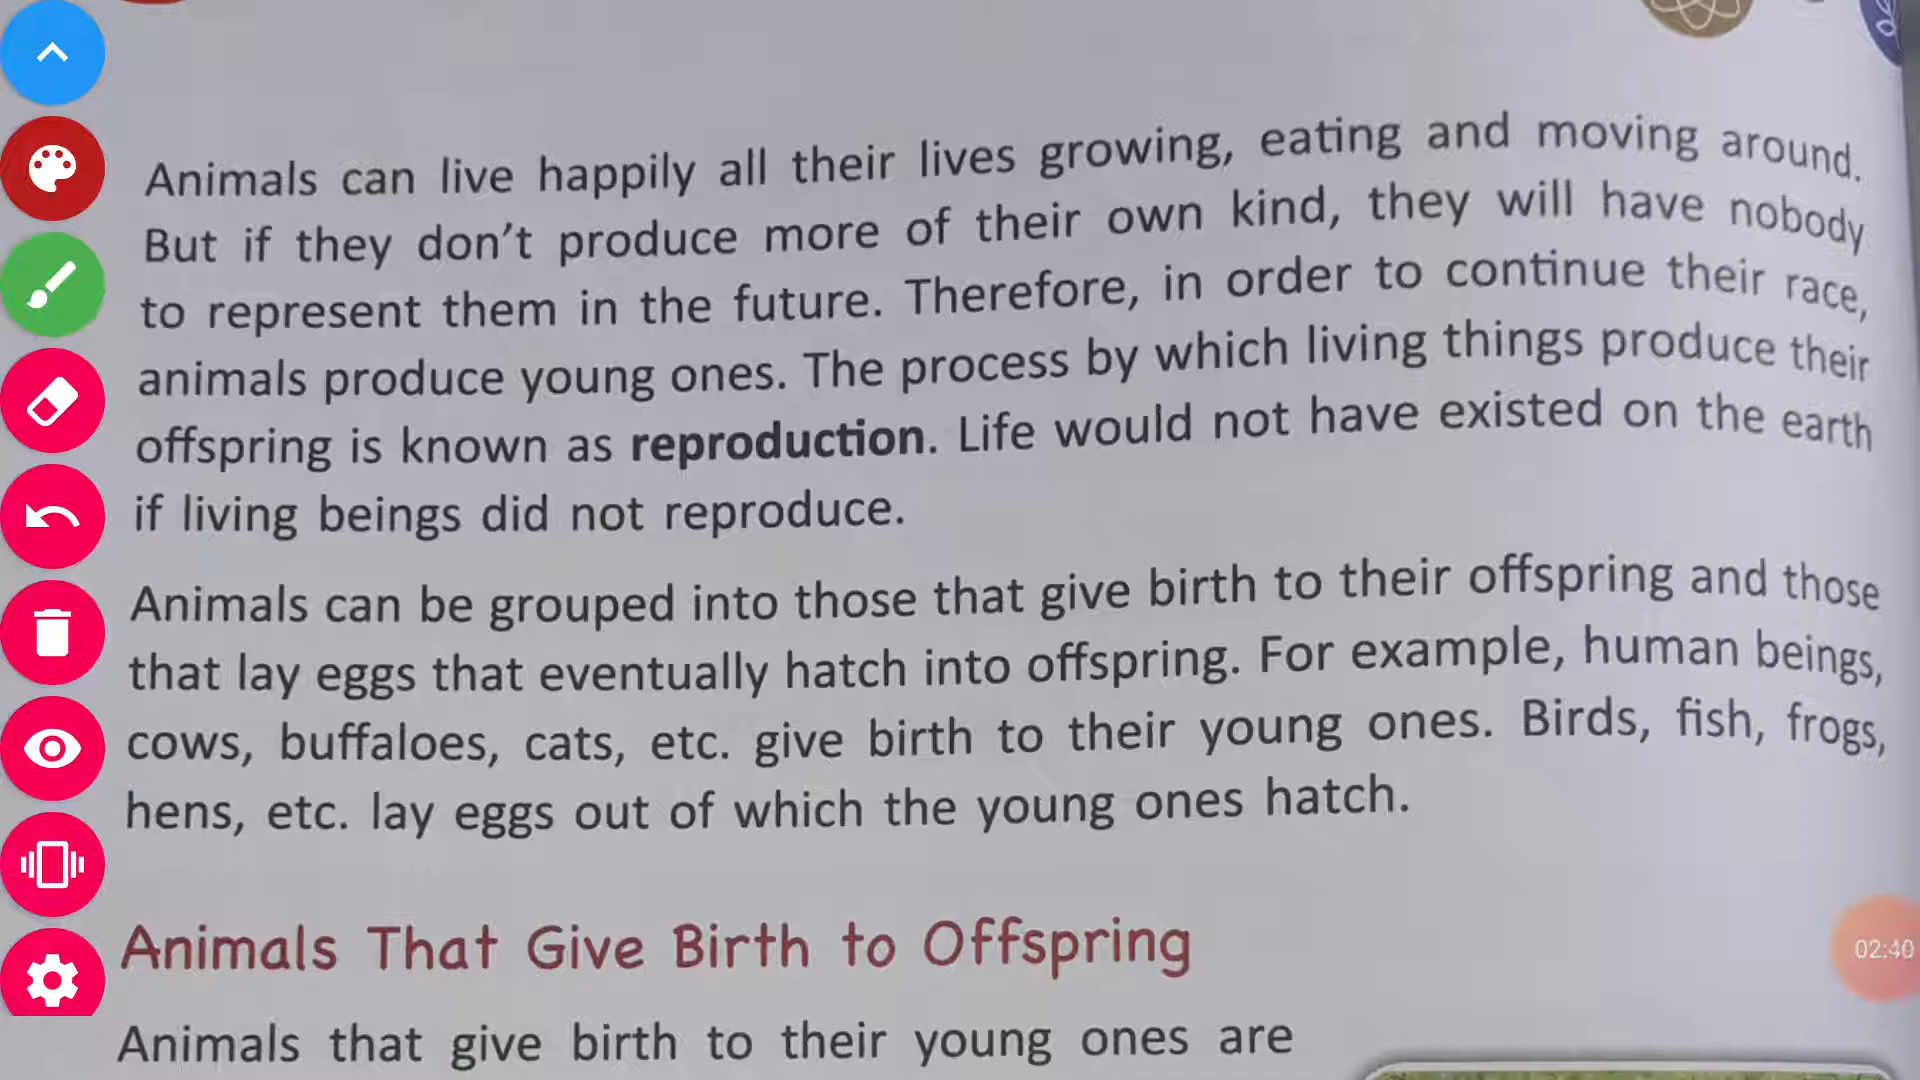 Animals can live happily all their lives growing, eating and moving around.
But if they don't produce more of their own kind, they will have nobody
to represent them in the future. Therefore, in order to continue their race,
animals produce young ones. The process by which living things produce their
offspring is known as reproduction. Life would not have existed on the earth
if living beings did not reproduce.
Animals can be grouped into those that give birth to their offspring and those
that lay eggs that eventually hatch into offspring. For example, human beings,
cows, buffaloes, cats, etc. give birth to their young ones. Birds, fish, frogs,
hens, etc. lay eggs out of which the young ones hatch.
Animals That Give Birth to Offspring
02:40
Animals that give birth to their young ones are